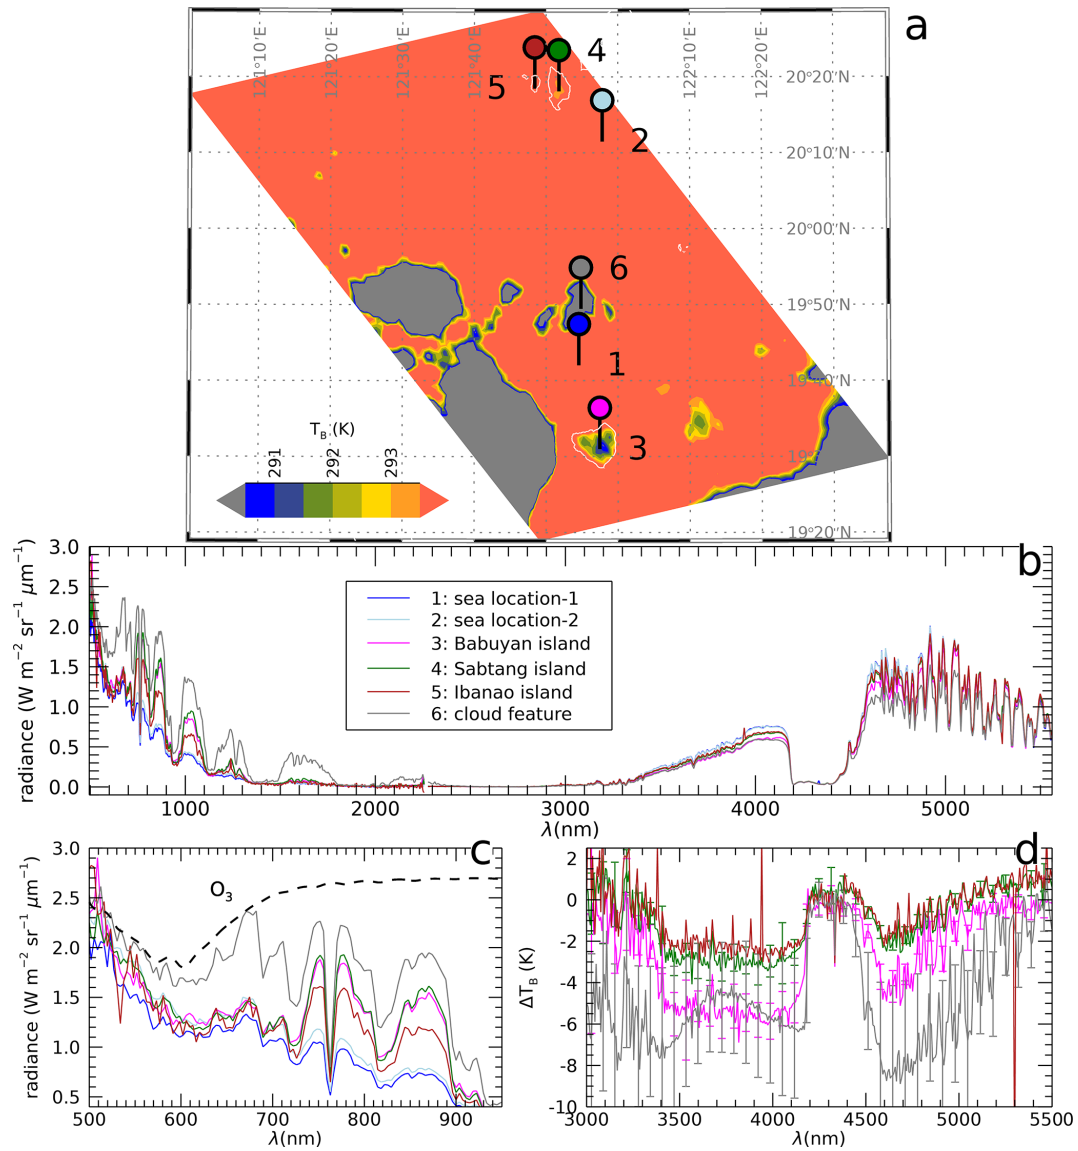 a
121°10'E 121°20'E 121°30'E 121°40'E 122°10'E 122°20'E
20°20'N
20°10'N
20°00'N
19°50'N
19°40'N
19°20'N
4
5
2
6
1
3
T_B (K)
291 292 293
b
radiance (W m⁻² sr⁻¹ μm⁻¹)
3.0
2.5
2.0
1.5
1.0
0.5
0.0
1: sea location-1
2: sea location-2
3: Babuyan island
4: Sabtang island
5: Ibanao island
6: cloud feature
1000 2000 3000 4000 5000
λ(nm)
c
radiance (W m⁻² sr⁻¹ μm⁻¹)
3.0
2.5
2.0
1.5
1.0
0.5
O₃
500 600 700 800 900
λ(nm)
d
ΔT_B (K)
2
0
-2
-4
-6
-8
-10
3000 3500 4000 4500 5000 5500
λ(nm)